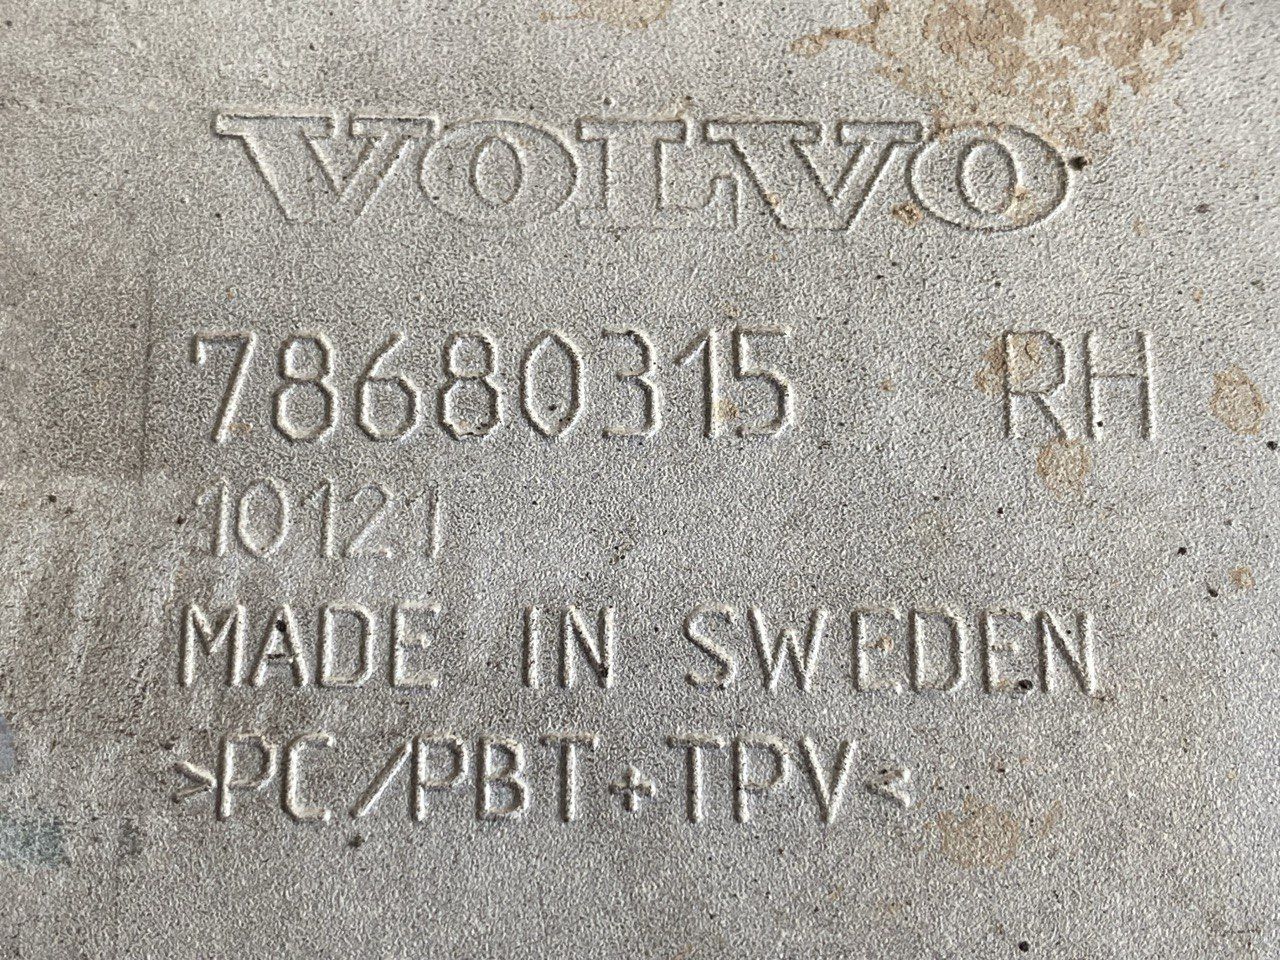 VOLVO
78680315 RH
10121
MADE IN SWEDEN
>PC/PBT+TPV<